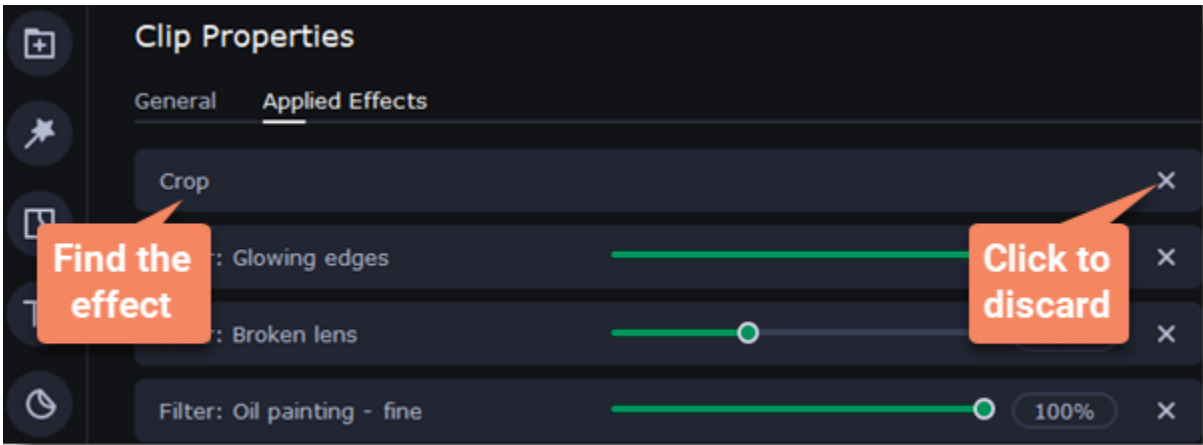 Clip Properties
General Applied Effects
Crop
: Glowing edges
: Broken lens
Filter: Oil painting - fine 100%
Find the
effect
Click to
discard